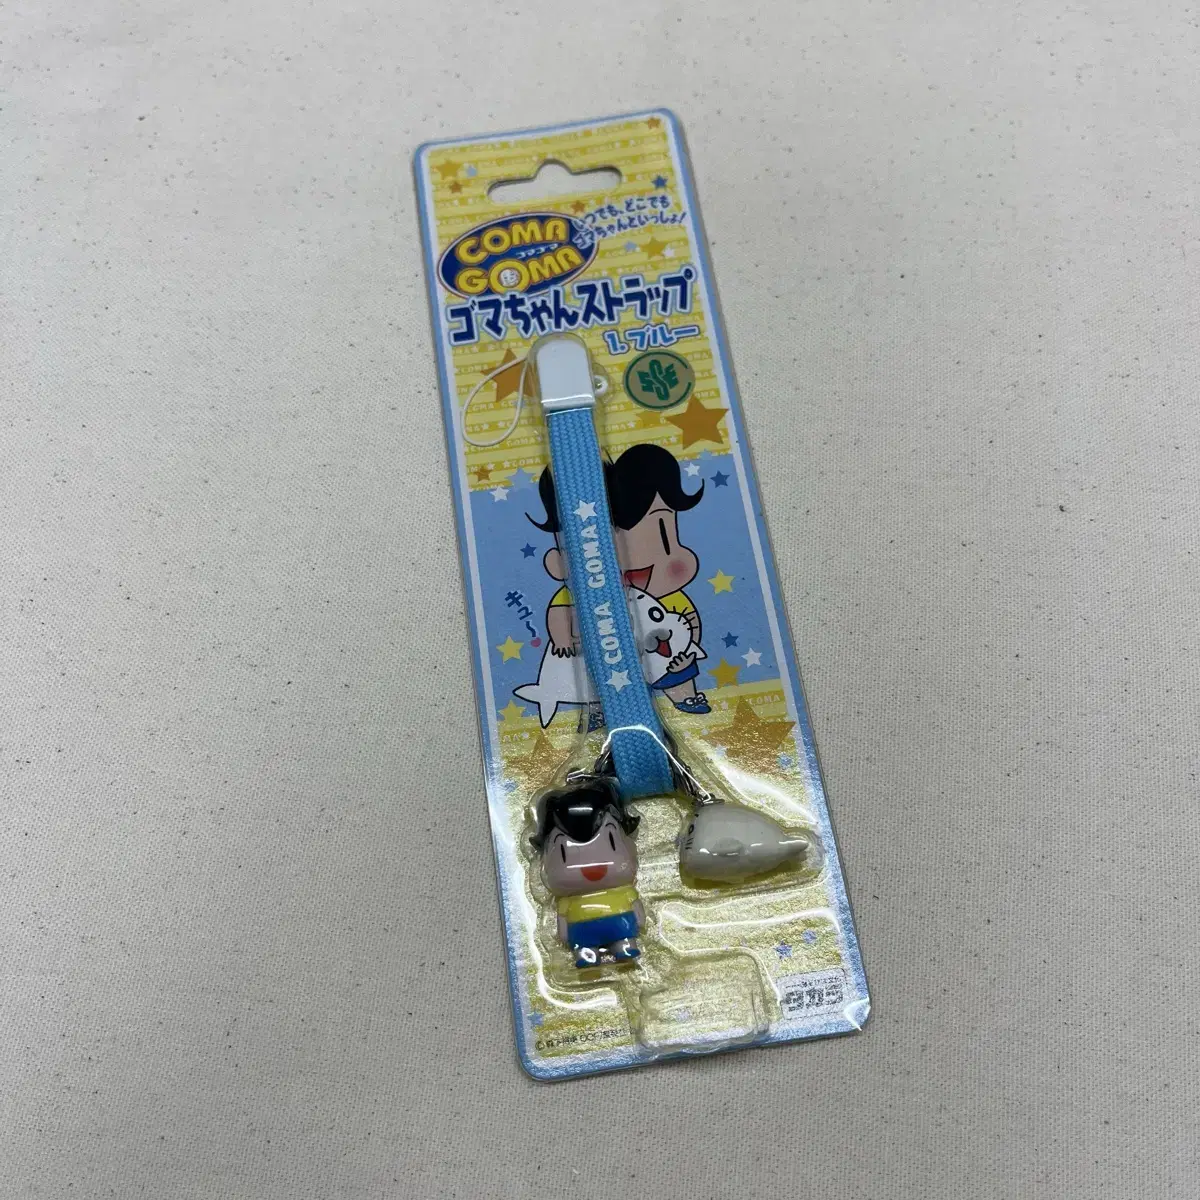 COMA
ゴマゴマ
GOMA
いつでも、どこでも
ゴマちゃんといっしょ!
ゴマちゃんストラップ
1.ブルー
COMA GOMA
キュ〜
タカラ